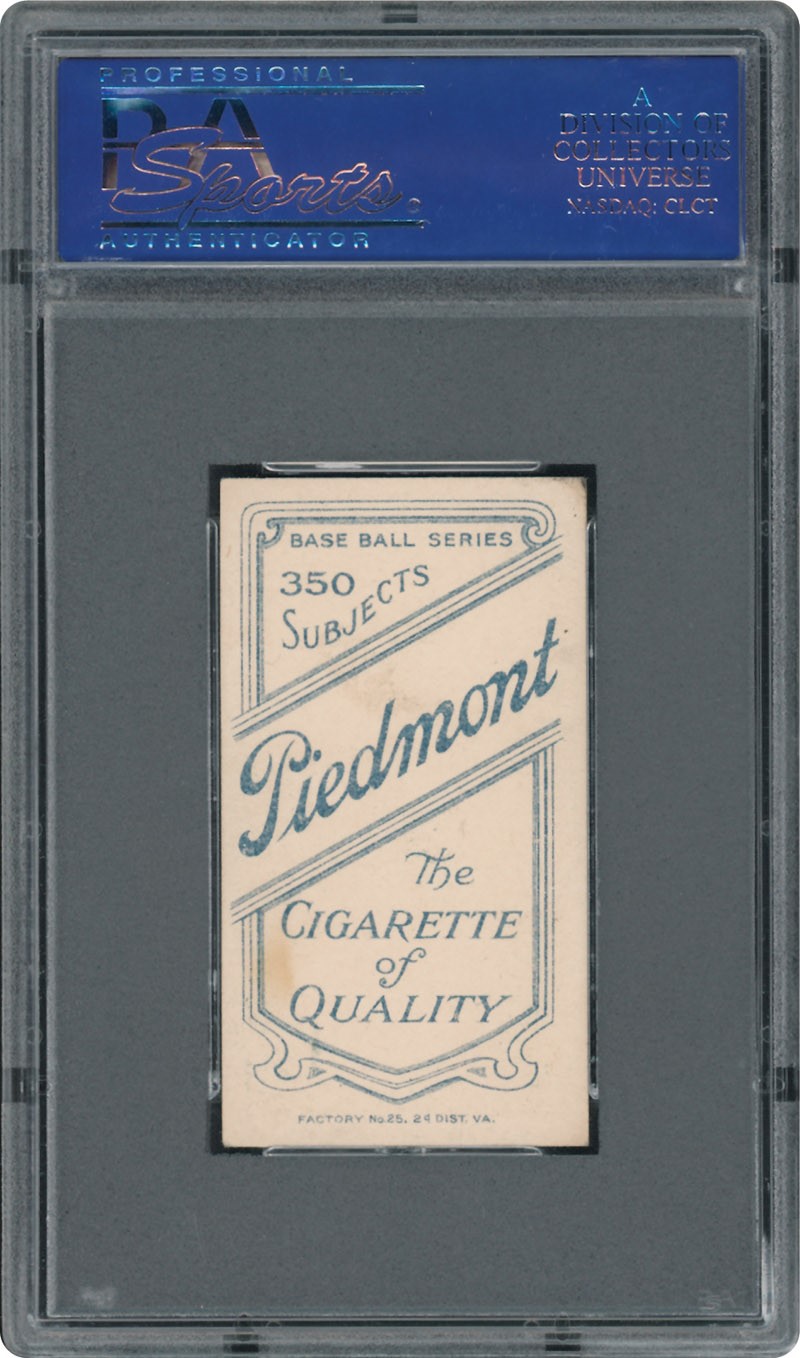 PROFESSIONAL
PSA
Sports
AUTHENTICATOR
A
DIVISION OF
COLLECTORS
UNIVERSE
NASDAQ: CLCT
BASE BALL SERIES
350
SUBJECTS
Piedmont
The
CIGARETTE
of
QUALITY
FACTORY No.25, 2d DIST. VA.